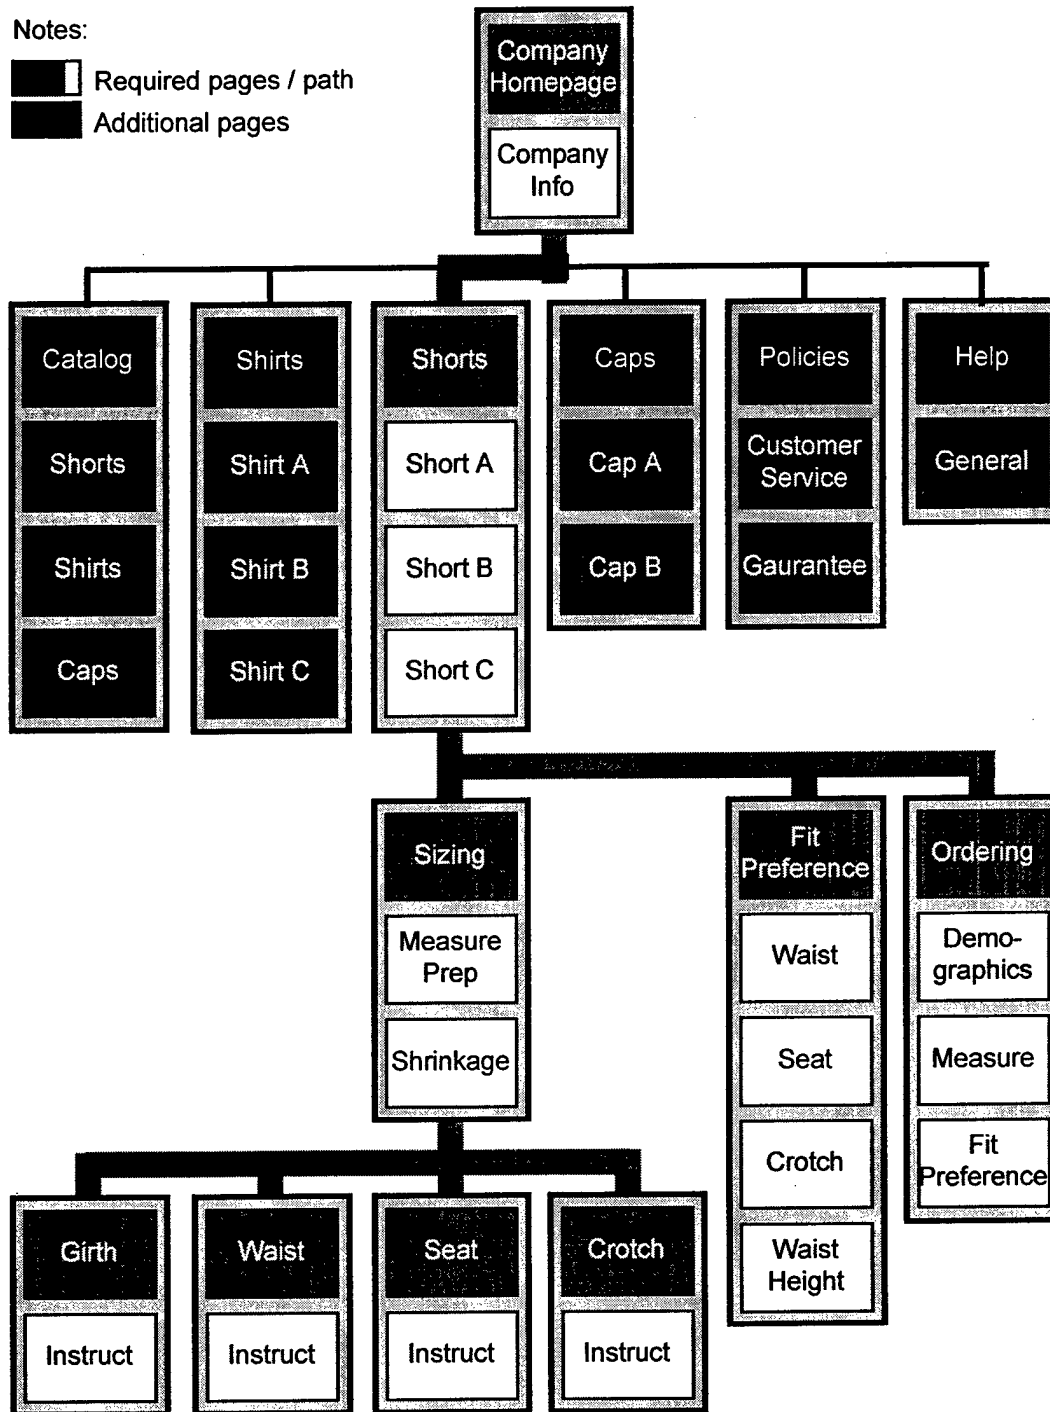 Notes:
Required pages / path
Additional pages
Company
Homepage
Company
Info
Catalog
Shorts
Shirts
Caps
Shirts
Shirt A
Shirt B
Shirt C
Shorts
Short A
Short B
Short C
Caps
Cap A
Cap B
Policies
Customer
Service
Gaurantee
Help
General
Sizing
Measure
Prep
Shrinkage
Fit
Preference
Waist
Seat
Crotch
Waist
Height
Ordering
Demo-
graphics
Measure
Fit
Preference
Girth
Instruct
Waist
Instruct
Seat
Instruct
Crotch
Instruct